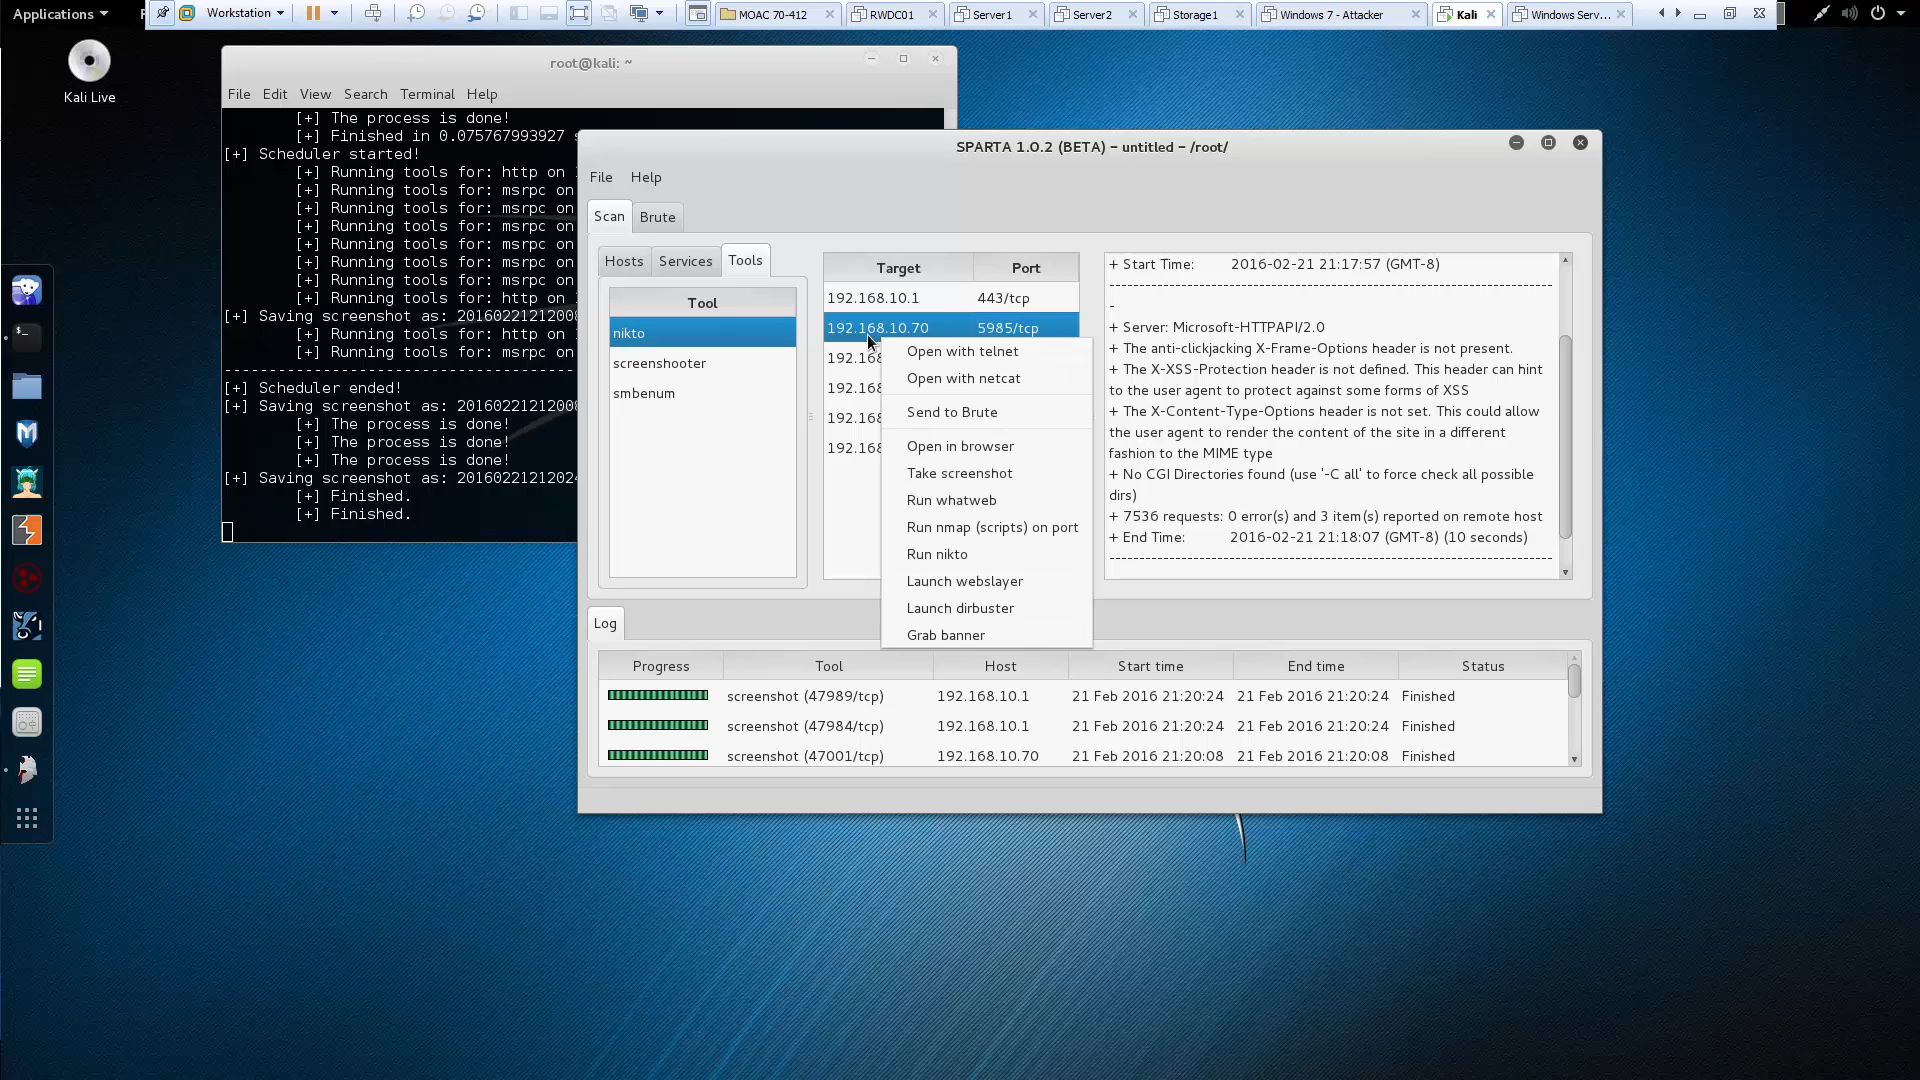 Applications
Workstation
MOAC 70-412
RWDC01
Server1
Server2
Storage1
Windows 7 - Attacker
Kali
Windows Serv...
Kali Live
root@kali: ~
File Edit View Search Terminal Help
[+] The process is done!
[+] Finished in 0.075767993927
[+] Scheduler started!
[+] Running tools for: http on
[+] Running tools for: msrpc on
[+] Running tools for: msrpc on
[+] Running tools for: msrpc on
[+] Running tools for: msrpc on
[+] Running tools for: msrpc on
[+] Running tools for: msrpc on
[+] Running tools for: http on
[+] Saving screenshot as: 2016022121200
[+] Running tools for: http on
[+] Running tools for: msrpc on
[+] Scheduler ended!
[+] Saving screenshot as: 2016022121200
[+] The process is done!
[+] The process is done!
[+] The process is done!
[+] Saving screenshot as: 20160221212024
[+] Finished.
[+] Finished.
SPARTA 1.0.2 (BETA) - untitled - /root/
File Help
Scan Brute
Hosts Services Tools
Tool
nikto
screenshooter
smbenum
Target Port
192.168.10.1 443/tcp
192.168.10.70 5985/tcp
192.168
192.168
192.168
192.168
Open with telnet
Open with netcat
Send to Brute
Open in browser
Take screenshot
Run whatweb
Run nmap (scripts) on port
Run nikto
Launch webslayer
Launch dirbuster
Grab banner
+ Start Time: 2016-02-21 21:17:57 (GMT-8)
---------------------------------------------------------------------------
-
+ Server: Microsoft-HTTPAPI/2.0
+ The anti-clickjacking X-Frame-Options header is not present.
+ The X-XSS-Protection header is not defined. This header can hint
to the user agent to protect against some forms of XSS
+ The X-Content-Type-Options header is not set. This could allow
the user agent to render the content of the site in a different
fashion to the MIME type
+ No CGI Directories found (use '-C all' to force check all possible
dirs)
+ 7536 requests: 0 error(s) and 3 item(s) reported on remote host
+ End Time: 2016-02-21 21:18:07 (GMT-8) (10 seconds)
---------------------------------------------------------------------------
Log
Progress Tool Host Start time End time Status
screenshot (47989/tcp) 192.168.10.1 21 Feb 2016 21:20:24 21 Feb 2016 21:20:24 Finished
screenshot (47984/tcp) 192.168.10.1 21 Feb 2016 21:20:24 21 Feb 2016 21:20:24 Finished
screenshot (47001/tcp) 192.168.10.70 21 Feb 2016 21:20:08 21 Feb 2016 21:20:08 Finished